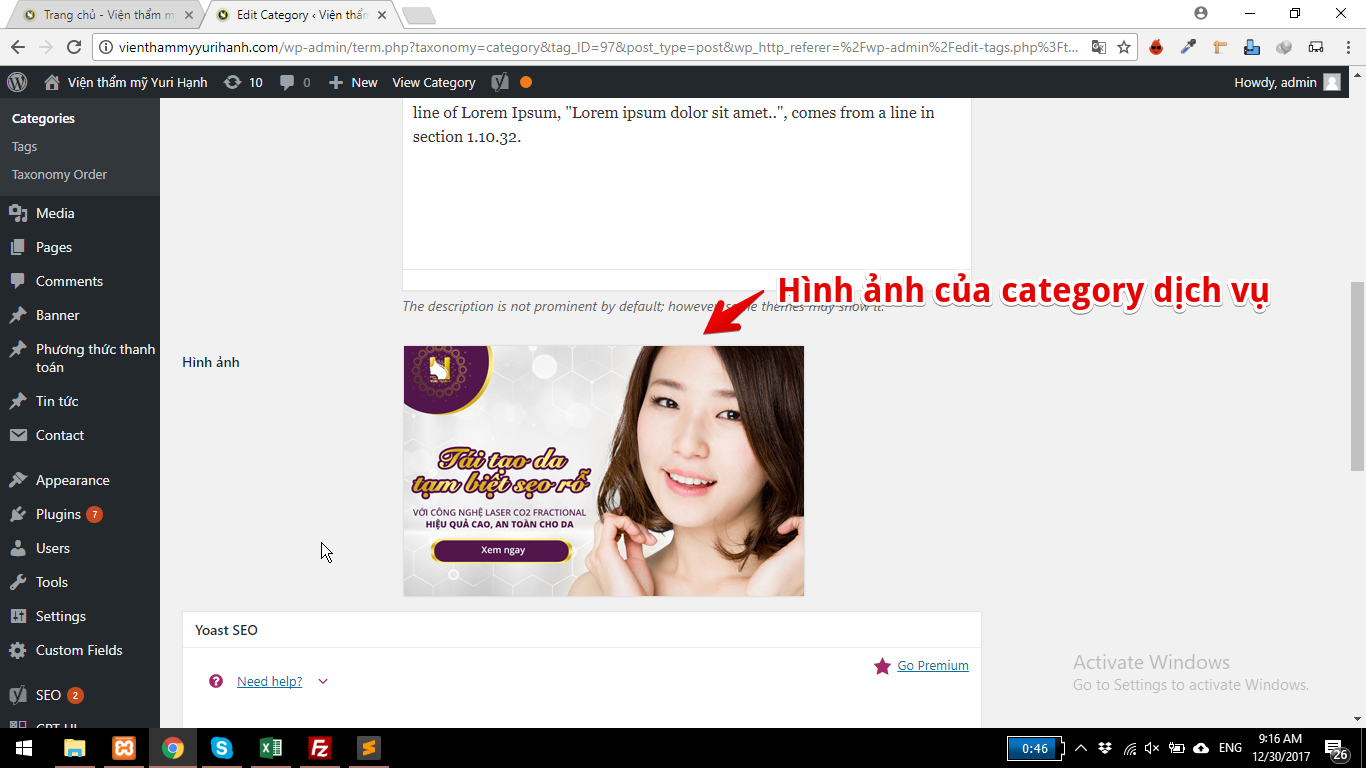 Trang chủ - Viện thẩm m
Edit Category ‹ Viện thẩm
vienthammyyurihanh.com/wp-admin/term.php?taxonomy=category&tag_ID=97&post_type=post&wp_http_referer=%2Fwp-admin%2Fedit-tags.php%3Ft...
Viện thẩm mỹ Yuri Hạnh
10
0
New
View Category
Howdy, admin
Categories
Tags
Taxonomy Order
Media
Pages
Comments
Banner
Phương thức thanh
toán
Tin tức
Contact
Appearance
Plugins 7
Users
Tools
Settings
Custom Fields
SEO 2
CPT UI
line of Lorem Ipsum, "Lorem ipsum dolor sit amet..", comes from a line in
section 1.10.32.
The description is not prominent by default; however, some themes may show it.
Hình ảnh của category dịch vụ
Hình ảnh
Tái tạo da
tạm biệt sẹo rỗ
VỚI CÔNG NGHỆ LASER CO2 FRACTIONAL
HIỆU QUẢ CAO, AN TOÀN CHO DA
Xem ngay
Yoast SEO
Need help?
Go Premium
Activate Windows
Go to Settings to activate Windows.
0:46
ENG
9:16 AM
12/30/2017
26